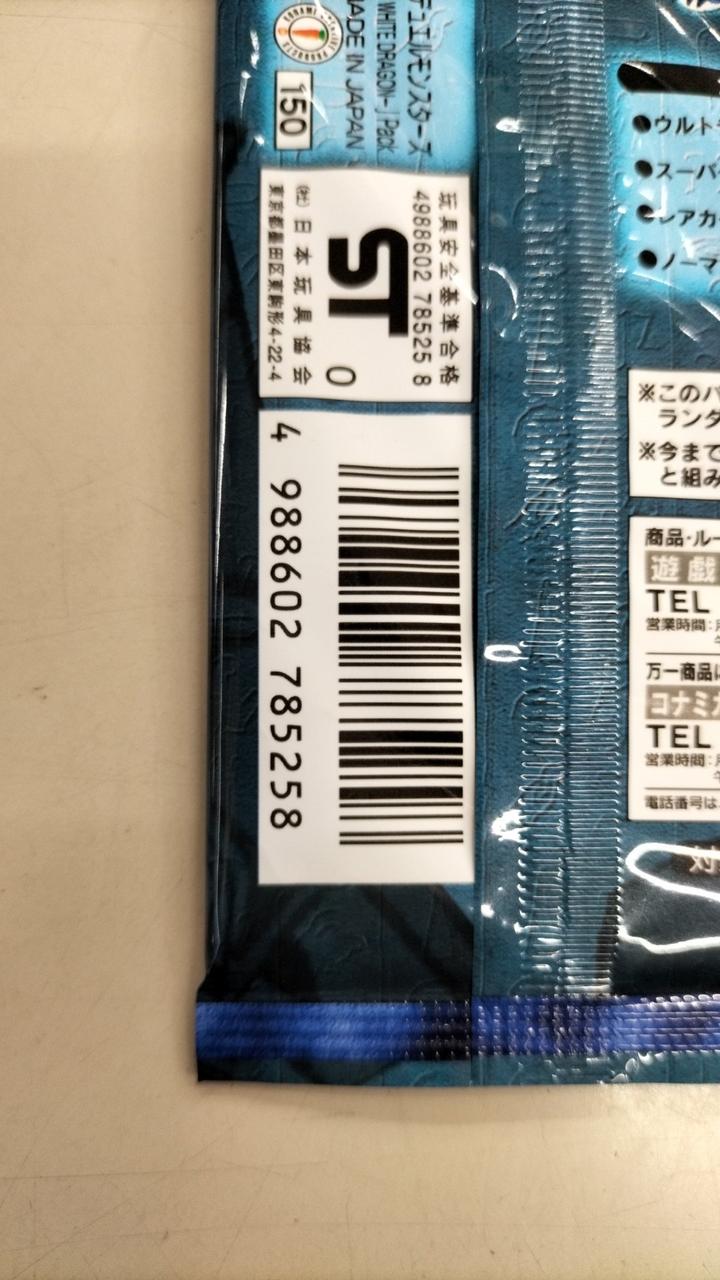 デュエルモンスターズ
WHITE DRAGON- J Pack
MADE IN JAPAN
150
玩具安全基準合格
4988602 78525 8
ST
0
(社)日本玩具協会
東京都墨田区東駒形4-22-4
4 988602 785258
●ウルト
●スーパ
●レアカ
●ノーマ
※このパ
ランダ
※今まで
と組み
商品・ルー
遊戯
TEL
営業時間:月
万一商品に
コナミ
TEL
営業時間:月
電話番号は
対